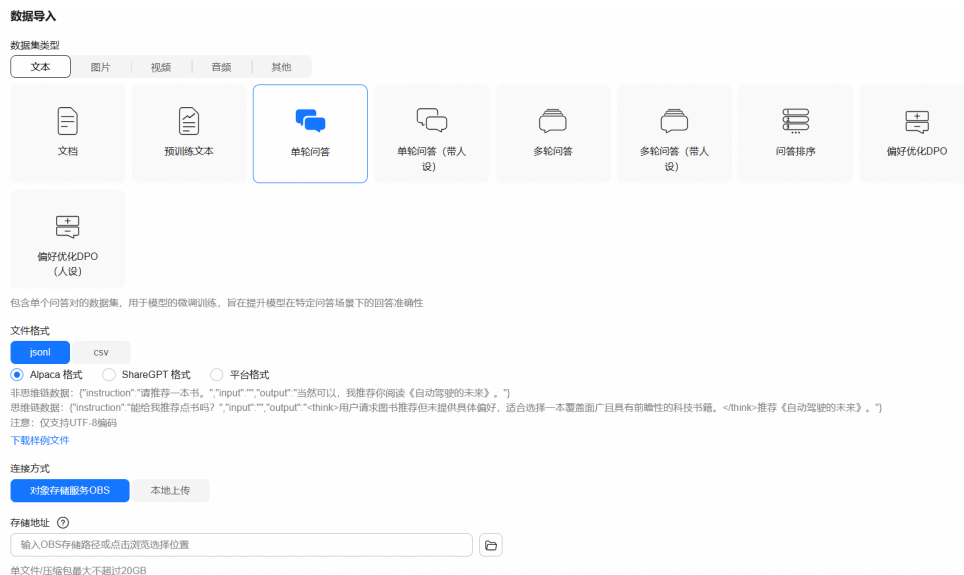 数据导入
数据集类型
文本 图片 视频 音频 其他
文档 预训练文本 单轮问答 单轮问答（带人设） 多轮问答 多轮问答（带人设） 问答排序 偏好优化DPO
偏好优化DPO
（人设）
包含单个问答对的数据集，用于模型的微调训练，旨在提升模型在特定问答场景下的回答准确性
文件格式
jsonl csv
Alpaca 格式 ShareGPT 格式 平台格式
非思维链数据：{"instruction":"请推荐一本书。","input":"","output":"当然可以，我推荐你阅读《自动驾驶的未来》。"}
思维链数据：{"instruction":"能给我推荐点书吗？","input":"","output":"<think>用户请求图书推荐但未提供具体偏好，适合选择一本覆盖面广且具有前瞻性的科技书籍。</think>推荐《自动驾驶的未来》。"}
注意：仅支持UTF-8编码
下载样例文件
连接方式
对象存储服务OBS 本地上传
存储地址 ?
输入OBS存储路径或点击浏览选择位置
单文件/压缩包最大不超过20GB